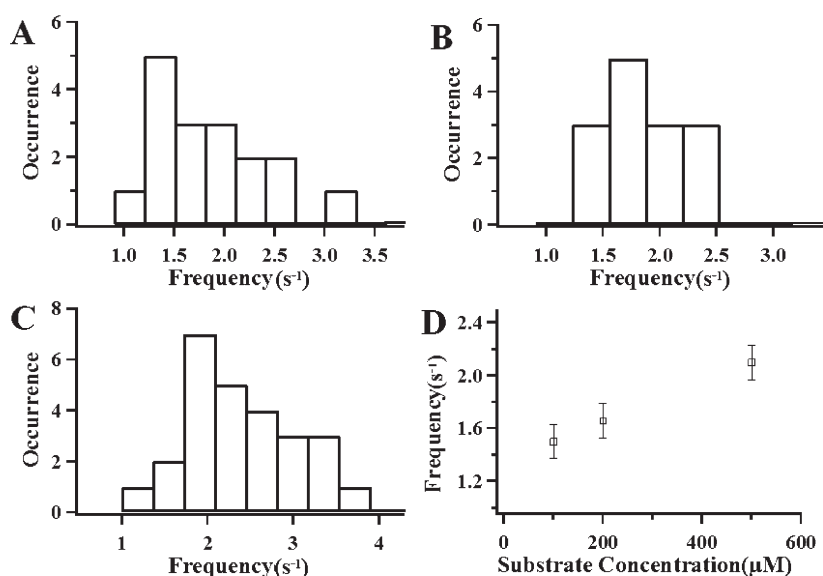 A
Occurrence
6
4
2
0
1.0 1.5 2.0 2.5 3.0 3.5
Frequency(s-1)
B
Occurrence
6
4
2
0
1.0 1.5 2.0 2.5 3.0
Frequency(s-1)
C
Occurrence
8
6
4
2
0
1 2 3 4
Frequency(s-1)
D
Frequency(s-1)
2.4
2.0
1.6
1.2
0 200 400 600
Substrate Concentration(μM)